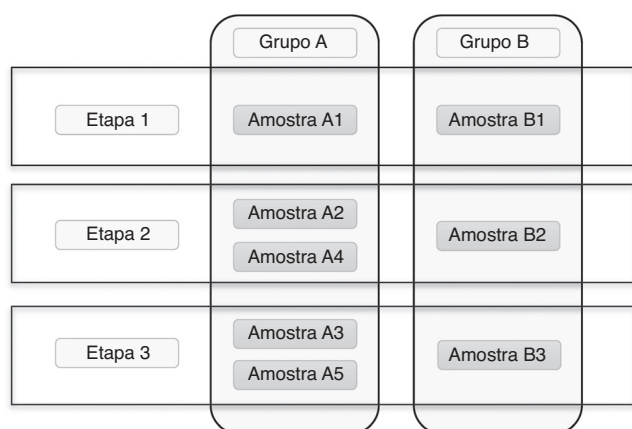 Grupo A
Grupo B
Etapa 1
Amostra A1
Amostra B1
Etapa 2
Amostra A2
Amostra A4
Amostra B2
Etapa 3
Amostra A3
Amostra A5
Amostra B3